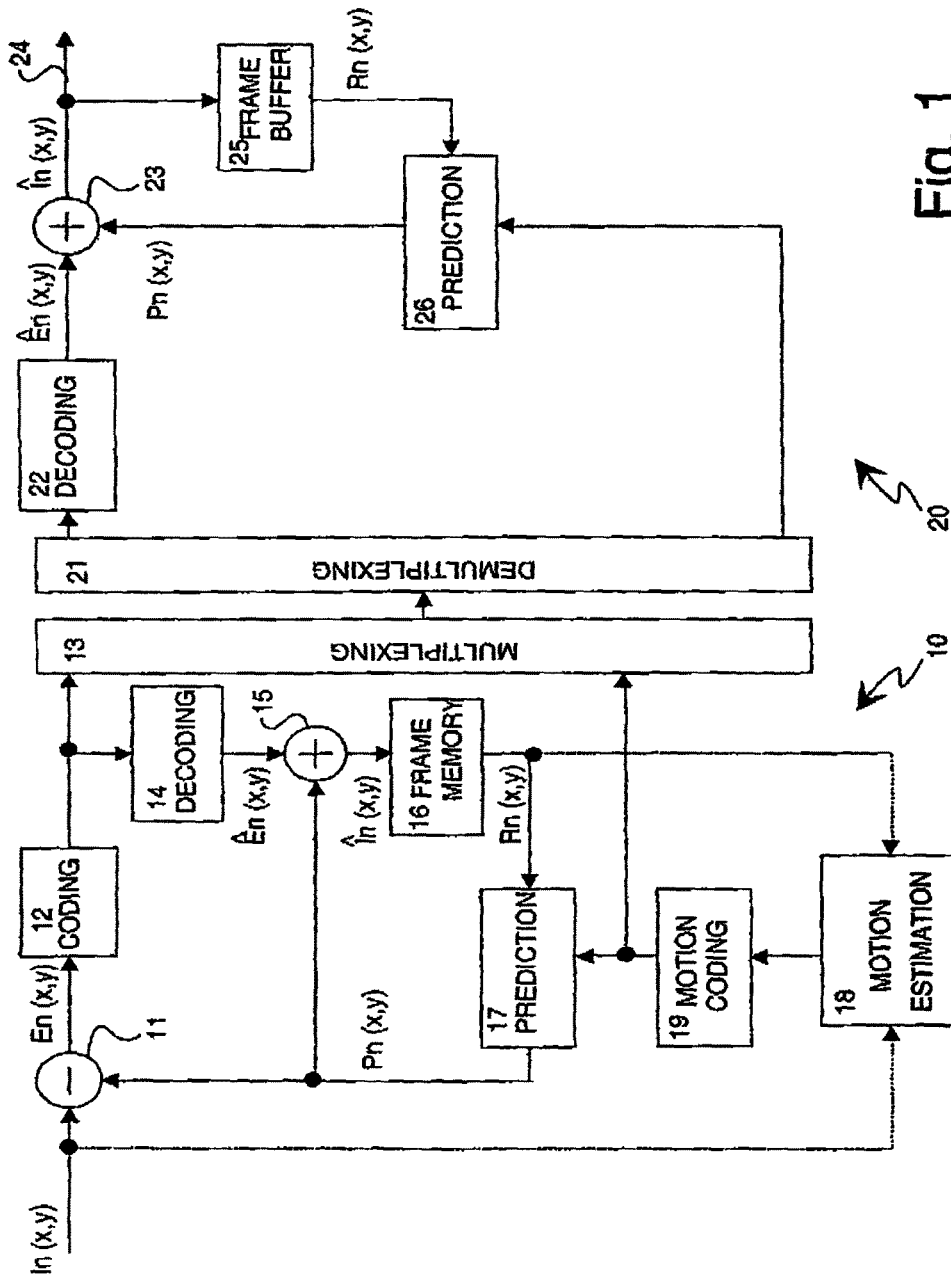 In (x,y)
En (x,y)
11
12
CODING
14
DECODING
Ên (x,y)
15
În (x,y)
16 FRAME
MEMORY
Rn (x,y)
Pn (x,y)
17
PREDICTION
19 MOTION
CODING
18 MOTION
ESTIMATION
13
MULTIPLEXING
10
21
DEMULTIPLEXING
20
22
DECODING
Ên (x,y)
23
În (x,y)
24
25 FRAME
BUFFER
Rn (x,y)
Pn (x,y)
26
PREDICTION
Fig. 1